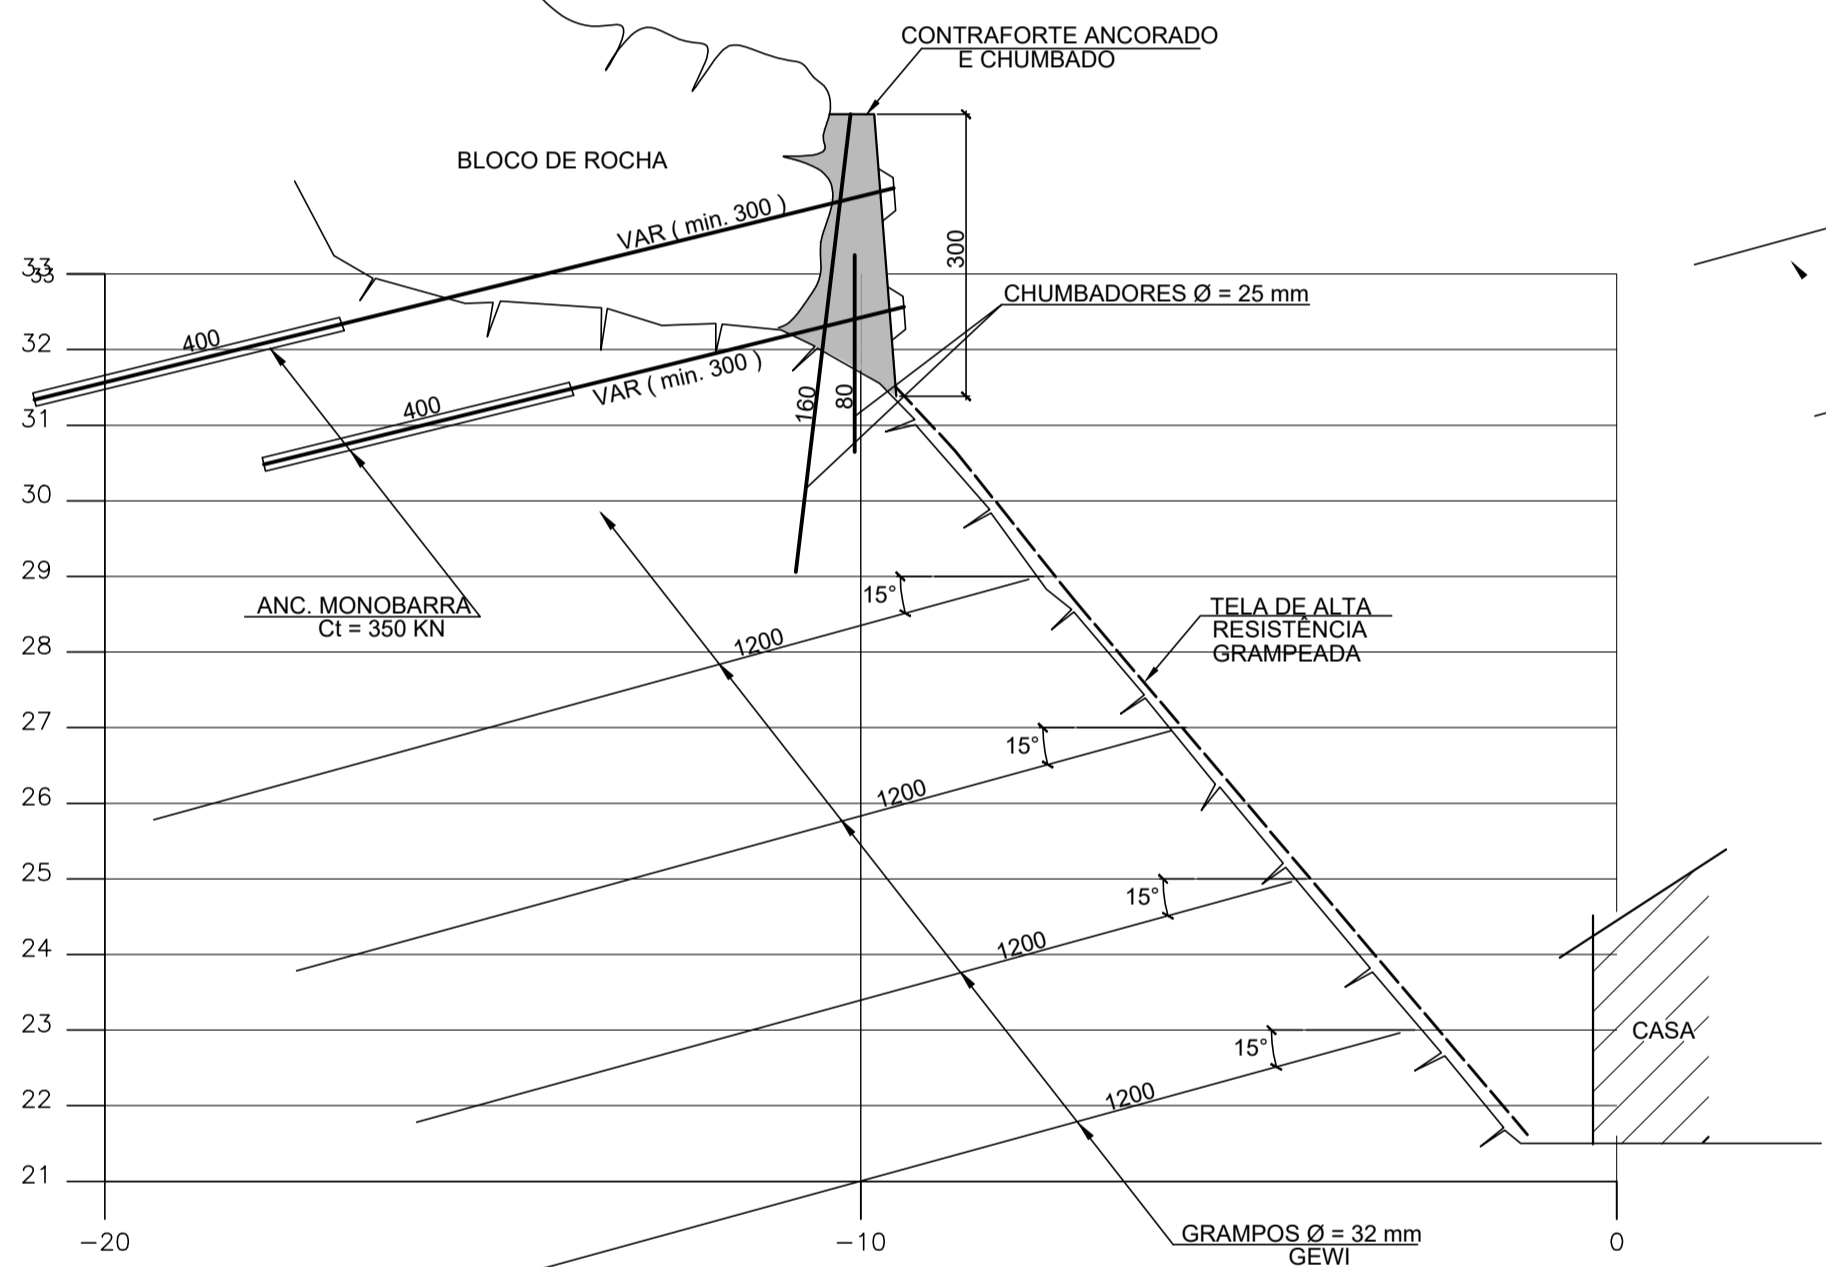 CONTRAFORTE ANCORADO
E CHUMBADO
BLOCO DE ROCHA
VAR ( min. 300 )
300
33
33
CHUMBADORES Ø = 25 mm
400
32
VAR ( min. 300 )
160
80
400
31
30
29
15°
ANC. MONOBARRA
Ct = 350 KN
TELA DE ALTA
RESISTÊNCIA
GRAMPEADA
28
1200
27
15°
26
1200
25
15°
24
1200
23
15°
CASA
22
1200
21
GRAMPOS Ø = 32 mm
GEWI
−20
−10
0